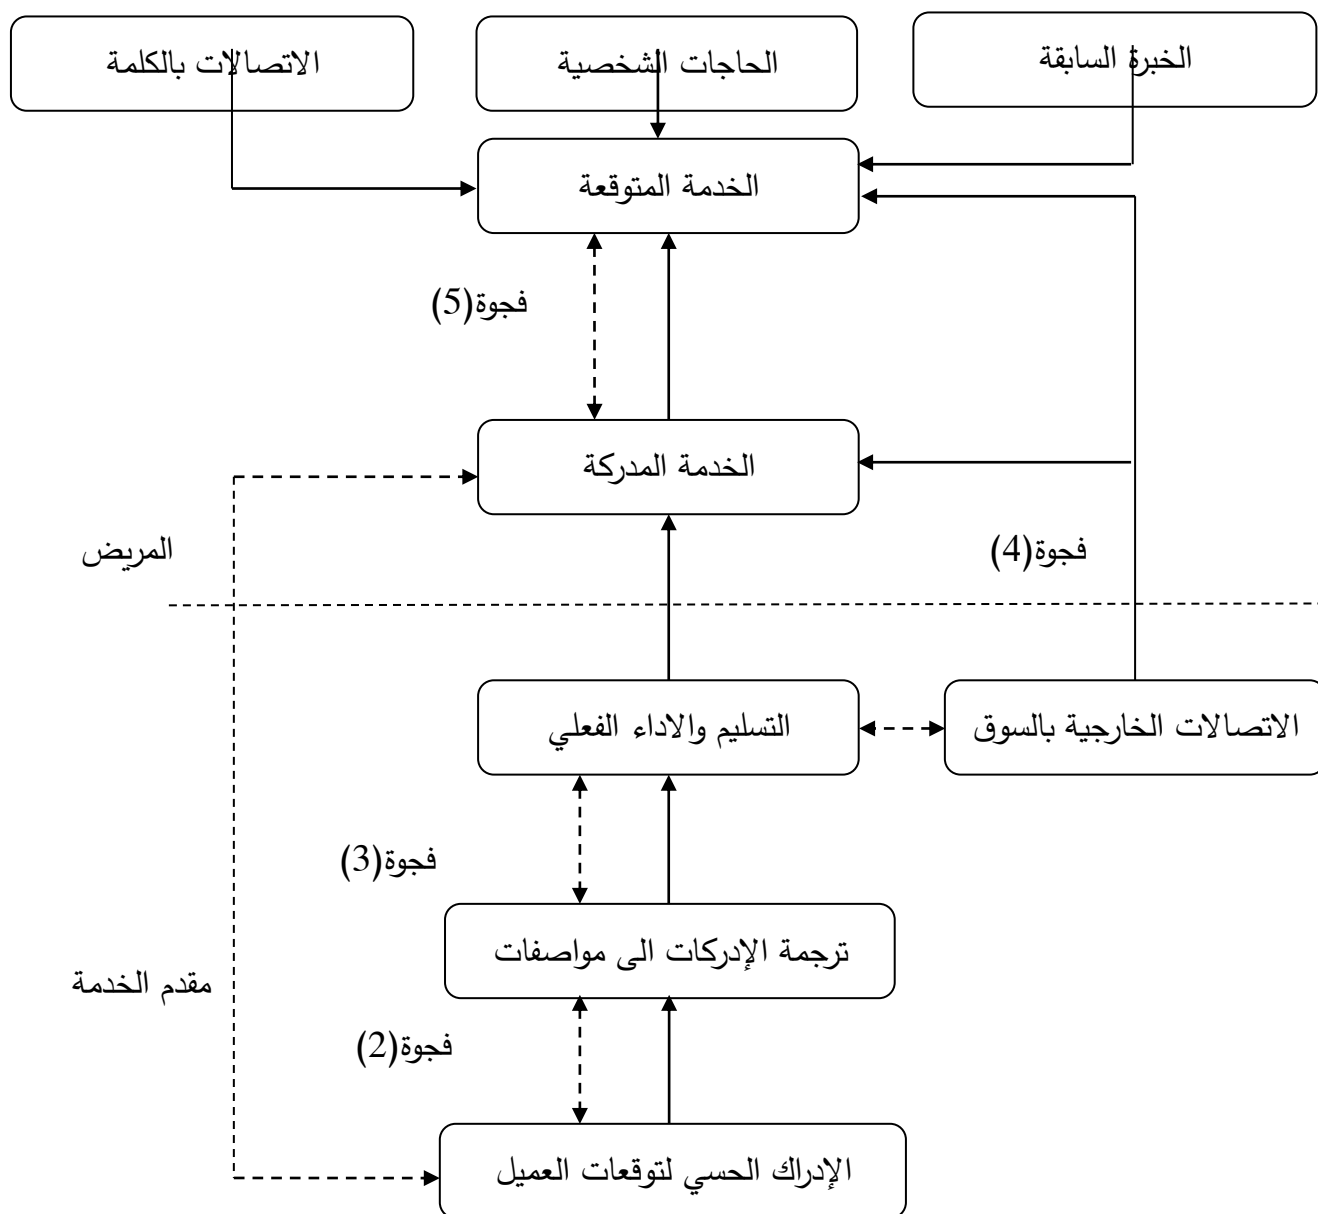 الخبرة السابقة
الحاجات الشخصية
الاتصالات بالكلمة
الخدمة المتوقعة
فجوة(5)
الخدمة المدركة
فجوة(4)
المريض
الاتصالات الخارجية بالسوق
التسليم والاداء الفعلي
فجوة(3)
ترجمة الإدركات الى مواصفات
مقدم الخدمة
فجوة(2)
الإدراك الحسي لتوقعات العميل